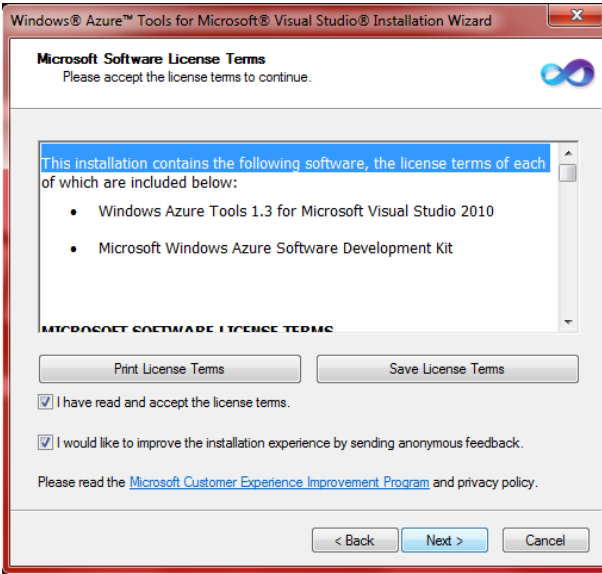 Windows® Azure™ Tools for Microsoft® Visual Studio® Installation Wizard
Microsoft Software License Terms
Please accept the license terms to continue.
This installation contains the following software, the license terms of each
of which are included below:
• Windows Azure Tools 1.3 for Microsoft Visual Studio 2010
• Microsoft Windows Azure Software Development Kit
MICROSOFT SOFTWARE LICENSE TERMS
Print License Terms
Save License Terms
I have read and accept the license terms.
I would like to improve the installation experience by sending anonymous feedback.
Please read the Microsoft Customer Experience Improvement Program and privacy policy.
< Back
Next >
Cancel